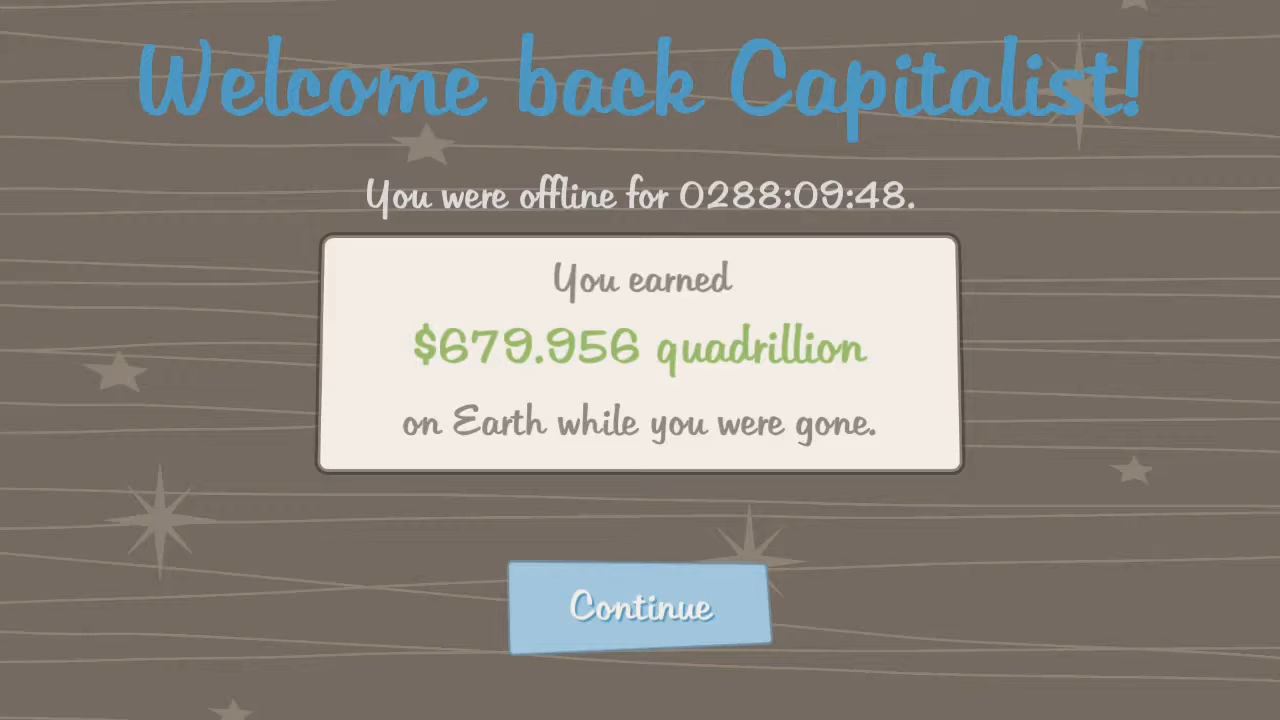 Welcome back Capitalist!
You were offline for 0288:09:48.
You earned
$679.956 quadrillion
on Earth while you were gone.
Continue